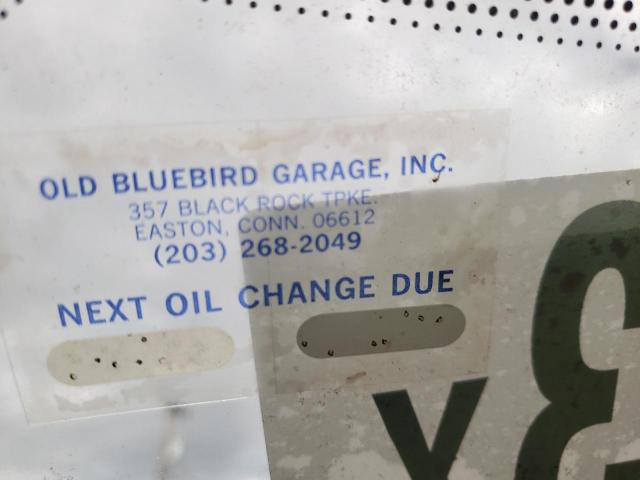 OLD BLUEBIRD GARAGE, INC.
357 BLACK ROCK TPKE.
EASTON, CONN. 06612
(203) 268-2049
NEXT OIL CHANGE DUE